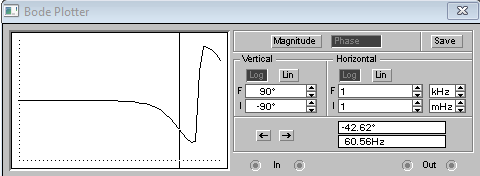 Bode Plotter
Magnitude Phase Save
Vertical Horizontal
Log Lin Log Lin
F 90° F 1 kHz
I -90° I 1 mHz
-42.62°
60.56Hz
In Out